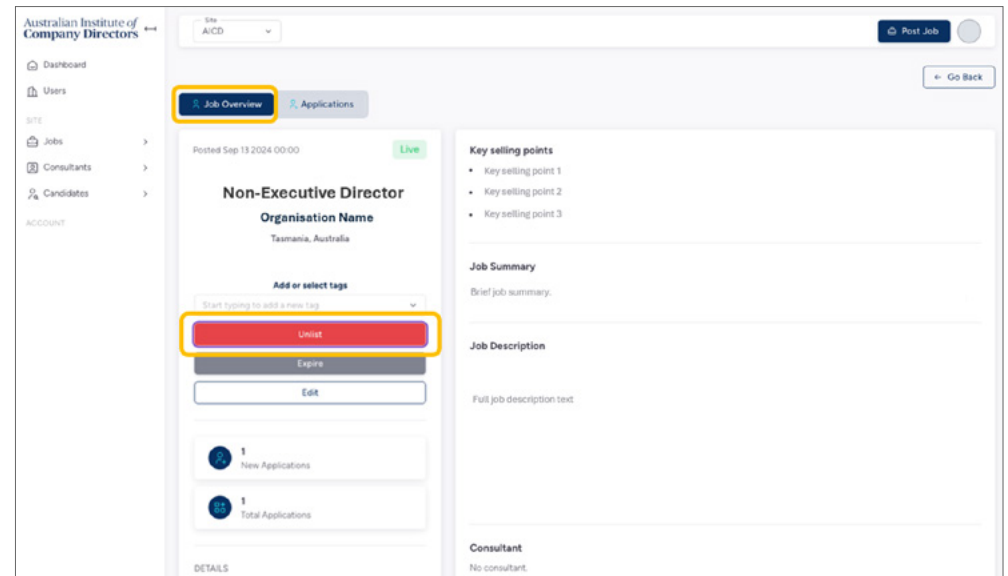 Australian Institute of
Company Directors
Dashboard
Users
SITE
Jobs
Consultants
Candidates
ACCOUNT
Site
AICD
Post Job
Go Back
Job Overview
Applications
Posted Sep 13 2024 00:00
Live
Non-Executive Director
Organisation Name
Tasmania, Australia
Add or select tags
Start typing to add a new tag
Unlist
Expire
Edit
1
New Applications
1
Total Applications
DETAILS
Key selling points
• Key selling point 1
• Key selling point 2
• Key selling point 3
Job Summary
Brief job summary.
Job Description
Full job description text
Consultant
No consultant.